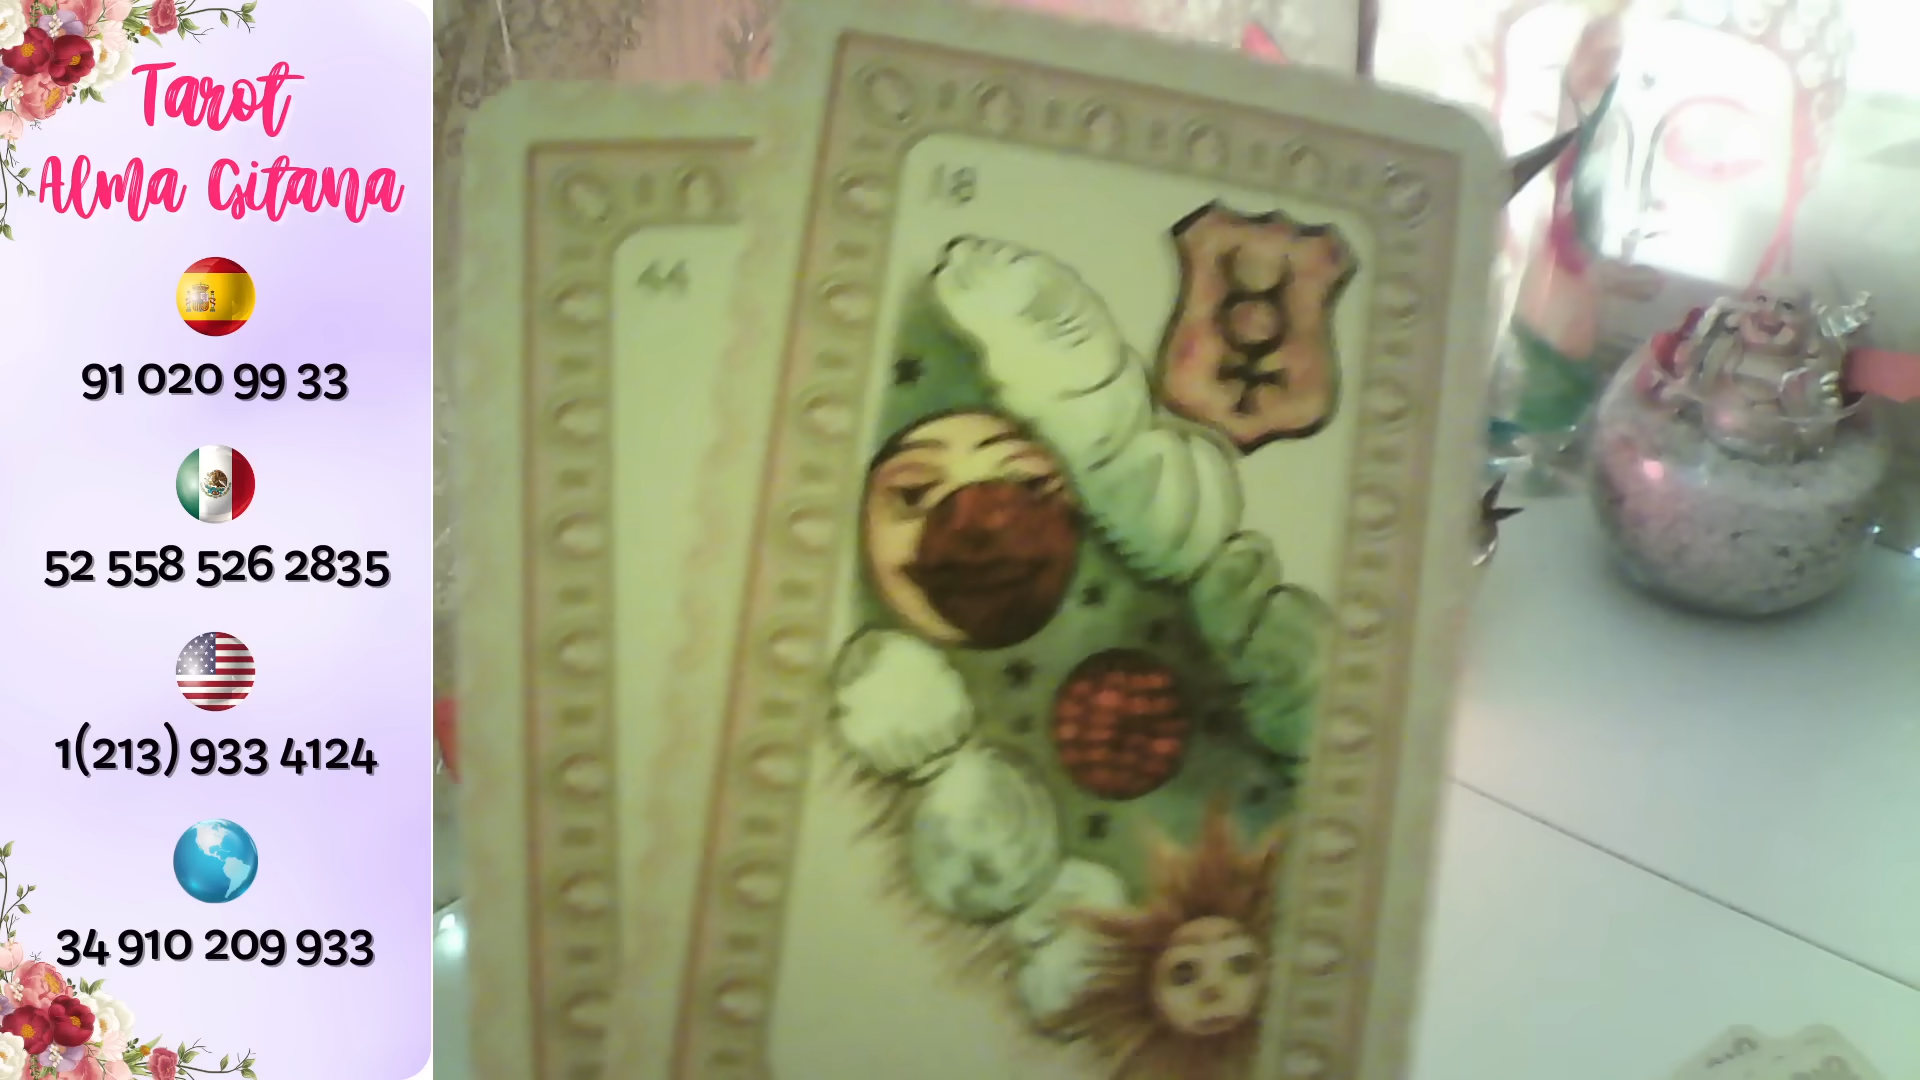 Tarot
Alma Gitana
91 020 99 33
52 558 526 2835
1(213) 933 4124
34 910 209 933
44
18